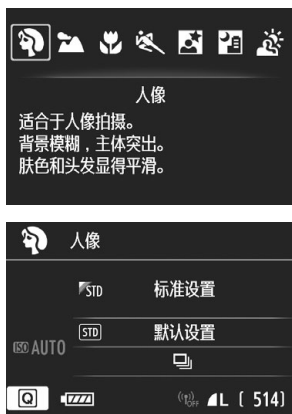 人像
适合于人像拍摄。
背景模糊，主体突出。
肤色和头发显得平滑。
人像
STD 标准设置
STD 默认设置
ISO AUTO
Q OFF L [ 514]